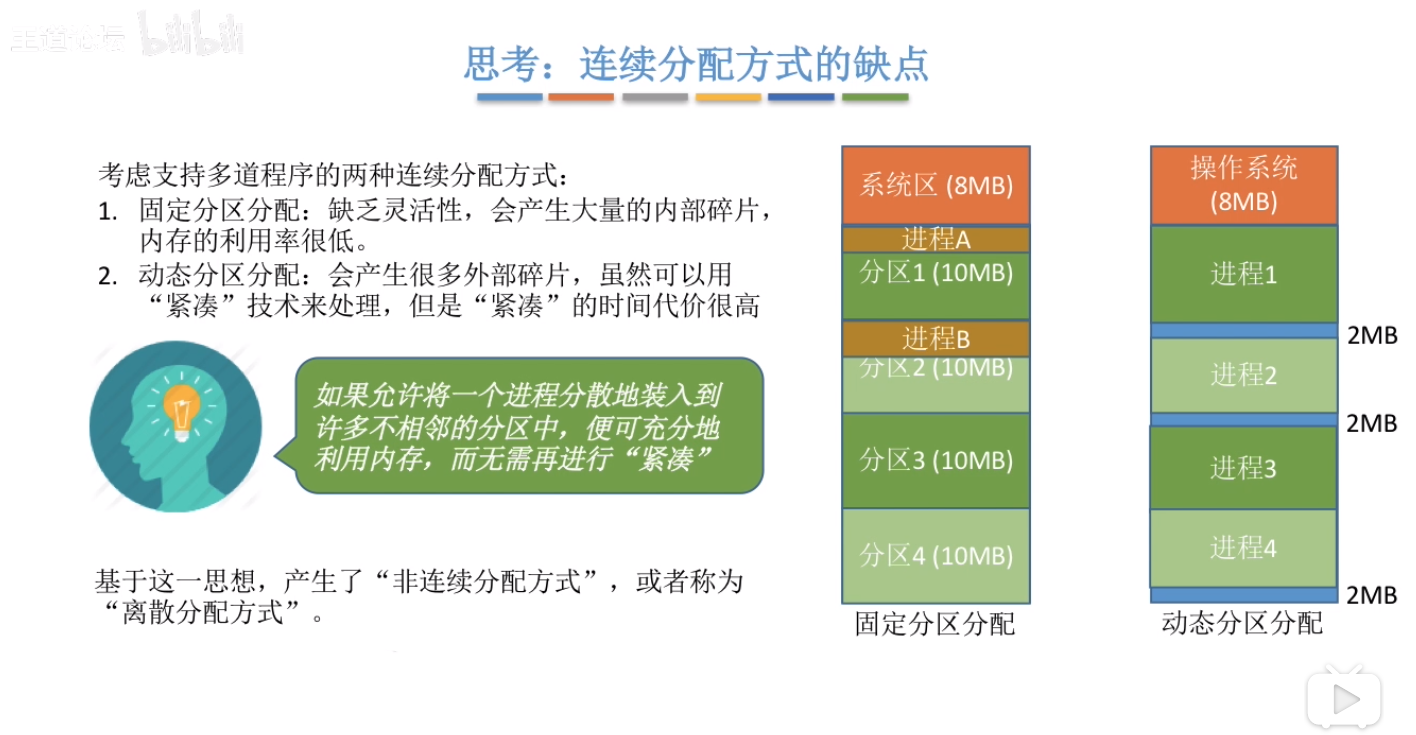 王道论坛 bilibili
思考：连续分配方式的缺点
考虑支持多道程序的两种连续分配方式：
1. 固定分区分配：缺乏灵活性，会产生大量的内部碎片，
内存的利用率很低。
2. 动态分区分配：会产生很多外部碎片，虽然可以用
“紧凑”技术来处理，但是“紧凑”的时间代价很高
如果允许将一个进程分散地装入到
许多不相邻的分区中，便可充分地
利用内存，而无需再进行“紧凑”
基于这一思想，产生了“非连续分配方式”，或者称为
“离散分配方式”。
系统区 (8MB)
进程A
分区1 (10MB)
进程B
分区2 (10MB)
分区3 (10MB)
分区4 (10MB)
固定分区分配
操作系统
(8MB)
进程1
2MB
进程2
2MB
进程3
进程4
2MB
动态分区分配